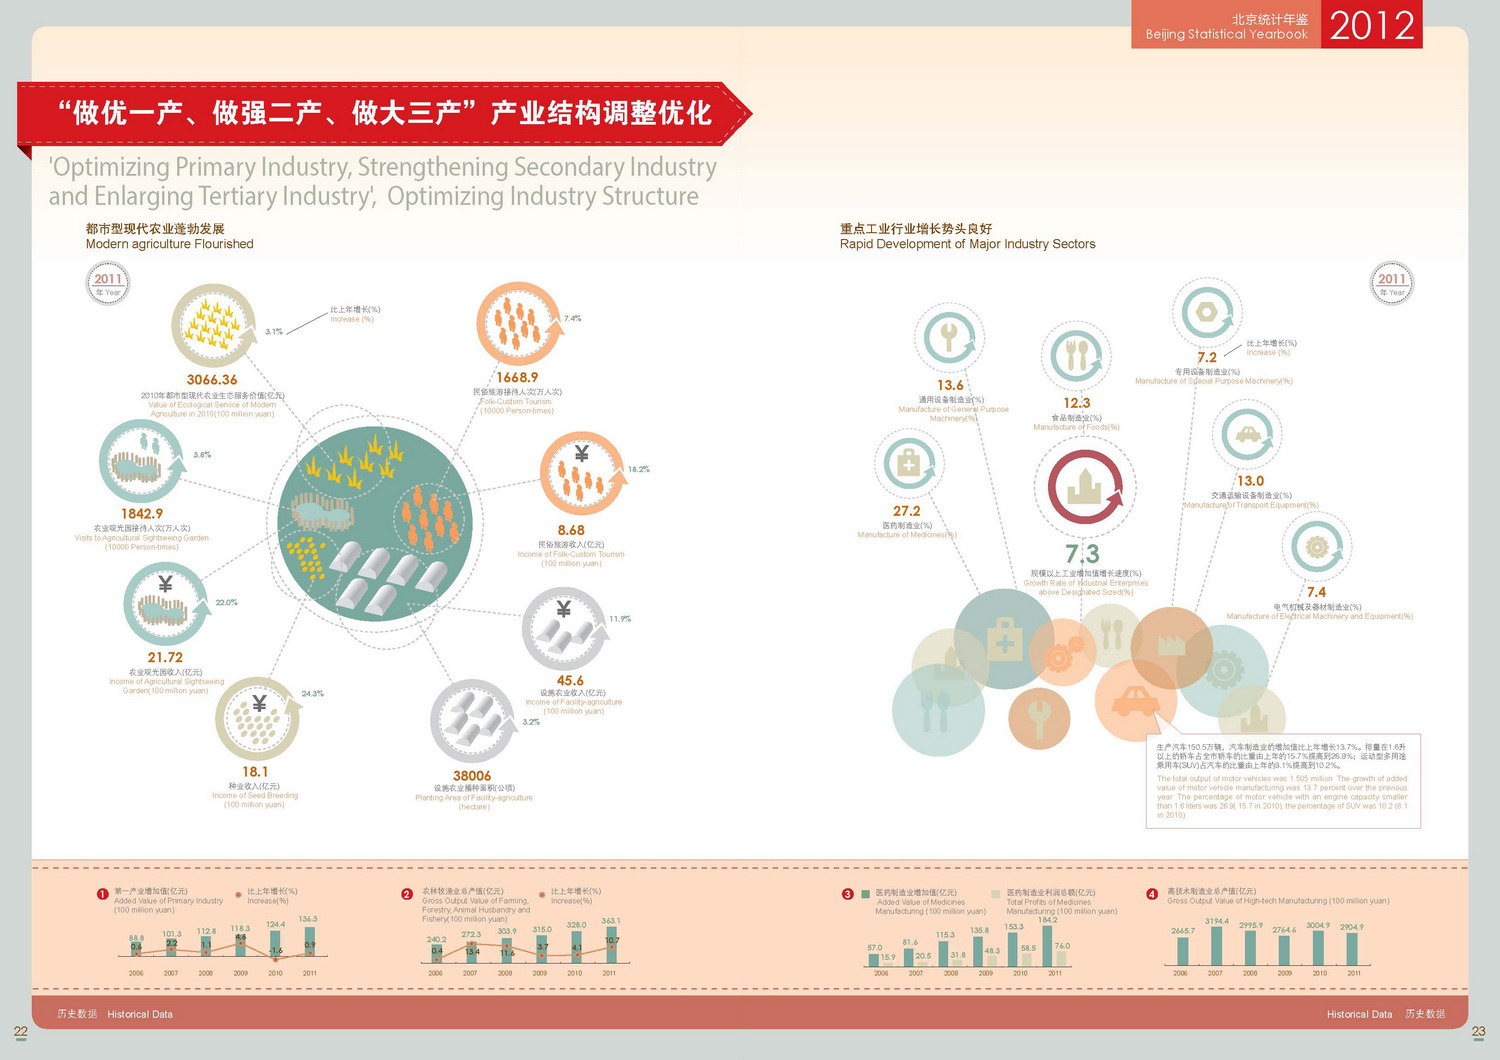 北京统计年鉴
Beijing Statistical Yearbook
2012
“做优一产、做强二产、做大三产”产业结构调整优化
'Optimizing Primary Industry, Strengthening Secondary Industry
and Enlarging Tertiary Industry', Optimizing Industry Structure
都市型现代农业蓬勃发展
Modern agriculture Flourished
2011
年 Year
3.1%
比上年增长(%)
Increase (%)
3066.36
2010年都市型现代农业生态服务价值(亿元)
Value of Ecological Service of Modern
Agriculture in 2010(100 million yuan)
7.4%
1668.9
民俗旅游接待人次(万人次)
Folk-Custom Tourism
(10000 Person-times)
3.8%
1842.9
农业观光园接待人次(万人次)
Visits to Agricultural Sightseeing Garden
(10000 Person-times)
¥
18.2%
8.68
民俗旅游收入(亿元)
Income of Folk-Custom Tourism
(100 million yuan)
¥
22.0%
21.72
农业观光园收入(亿元)
Income of Agricultural Sightseeing
Garden(100 million yuan)
¥
11.9%
45.6
设施农业收入(亿元)
Income of Facility-agriculture
(100 million yuan)
¥
24.3%
18.1
种业收入(亿元)
Income of Seed Breeding
(100 million yuan)
3.2%
38006
设施农业播种面积(公顷)
Planting Area of Facility-agriculture
(hectare)
重点工业行业增长势头良好
Rapid Development of Major Industry Sectors
2011
年 Year
13.6
通用设备制造业(%)
Manufacture of General Purpose
Machinery(%)
12.3
食品制造业(%)
Manufacture of Foods(%)
7.2
比上年增长(%)
Increase (%)
专用设备制造业(%)
Manufacture of Special Purpose Machinery(%)
27.2
医药制造业(%)
Manufacture of Medicines(%)
7.3
规模以上工业增加值增长速度(%)
Growth Rate of Industrial Enterprises
above Designated Sized(%)
13.0
交通运输设备制造业(%)
Manufacture of Transport Equipment(%)
7.4
电气机械及器材制造业(%)
Manufacture of Electrical Machinery and Equipment(%)
生产汽车150.5万辆，汽车制造业的增加值比上年增长13.7%。排量在1.6升
以上的轿车占全市轿车的比重由上年的15.7%提高到26.9%；运动型多用途
乘用车(SUV)占汽车的比重由上年的8.1%提高到10.2%。
The total output of motor vehicles was 1.505 million. The growth of added
value of motor vehicle manufacturing was 13.7 percent over the previous
year. The percentage of motor vehicle with an engine capacity smaller
than 1.6 liters was 26.9( 15.7 in 2010), the percentage of SUV was 10.2 (8.1
in 2010).
1
第一产业增加值(亿元)
Added Value of Primary Industry
(100 million yuan)
比上年增长(%)
Increase(%)
88.8 101.3 112.8 118.3 124.4 136.3
0.6 2.2 1.1 4.6 -1.6 0.9
2006 2007 2008 2009 2010 2011
2
农林牧渔业总产值(亿元)
Gross Output Value of Farming,
Forestry, Animal Husbandry and
Fishery(100 million yuan)
比上年增长(%)
Increase(%)
240.2 272.3 303.9 315.0 328.0 363.1
0.4 13.4 11.6 3.7 4.1 10.7
2006 2007 2008 2009 2010 2011
3
医药制造业增加值(亿元)
Added Value of Medicines
Manufacturing (100 million yuan)
医药制造业利润总额(亿元)
Total Profits of Medicines
Manufacturing (100 million yuan)
57.0 81.6 115.3 135.8 153.3 184.2
15.9 20.5 31.8 48.3 58.5 76.0
2006 2007 2008 2009 2010 2011
4
高技术制造业总产值(亿元)
Gross Output Value of High-tech Manufacturing (100 million yuan)
2665.7 3194.4 2995.9 2764.6 3004.9 2904.9
2006 2007 2008 2009 2010 2011
历史数据 Historical Data
Historical Data 历史数据
22
23